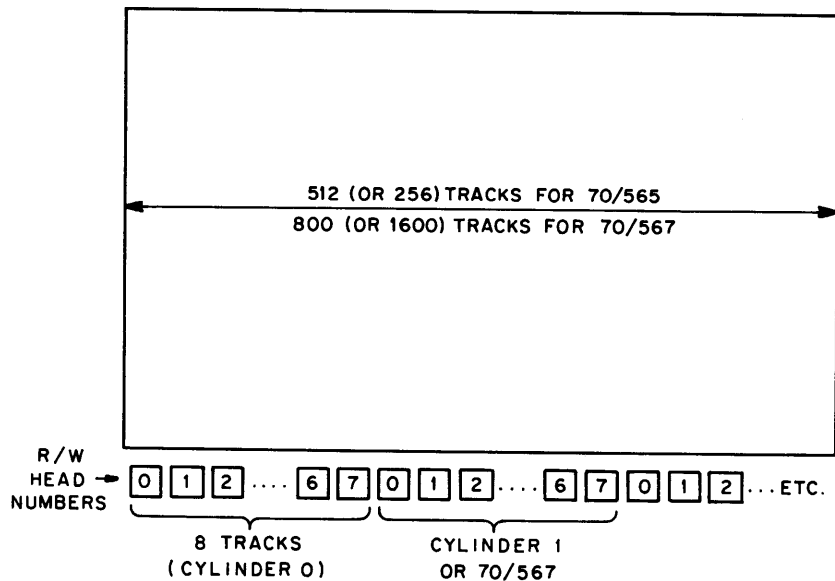 512 (OR 256) TRACKS FOR 70/565
800 (OR 1600) TRACKS FOR 70/567
R/W
HEAD
NUMBERS
0 1 2 .... 6 7 0 1 2 .... 6 7 0 1 2 ... ETC.
8 TRACKS
(CYLINDER 0)
CYLINDER 1
OR 70/567